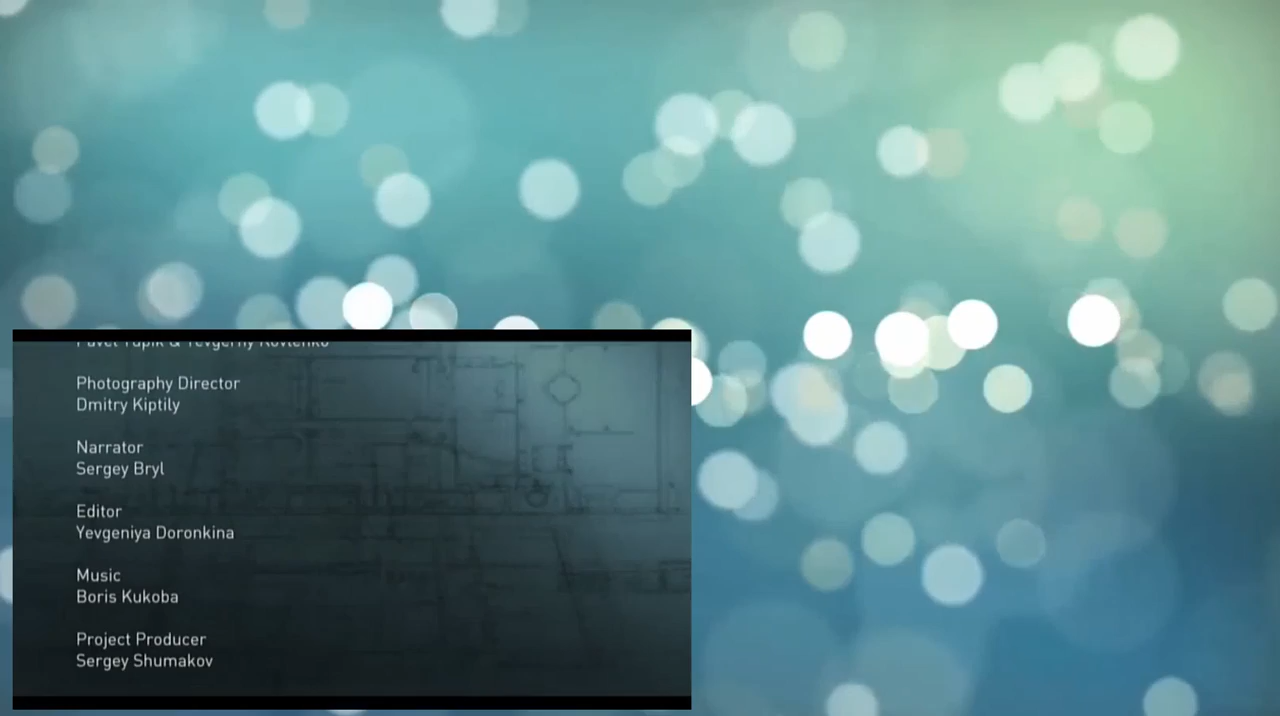 Photography Director
Dmitry Kiptily
Narrator
Sergey Bryl
Editor
Yevgeniya Doronkina
Music
Boris Kukoba
Project Producer
Sergey Shumakov